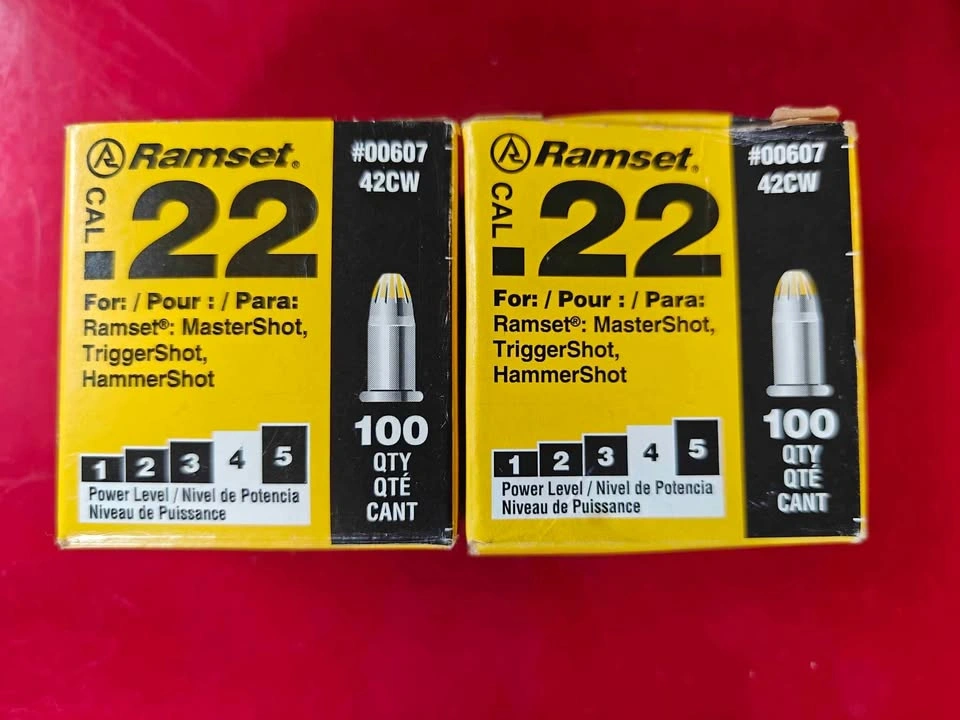 Ramset®
CAL .22
For: / Pour : / Para:
Ramset®: MasterShot,
TriggerShot,
HammerShot
1 2 3 4 5
Power Level / Nivel de Potencia
Niveau de Puissance
#00607
42CW
100
QTY
QTÉ
CANT
Ramset®
CAL .22
For: / Pour : / Para:
Ramset®: MasterShot,
TriggerShot,
HammerShot
1 2 3 4 5
Power Level / Nivel de Potencia
Niveau de Puissance
#00607
42CW
100
QTY
QTÉ
CANT